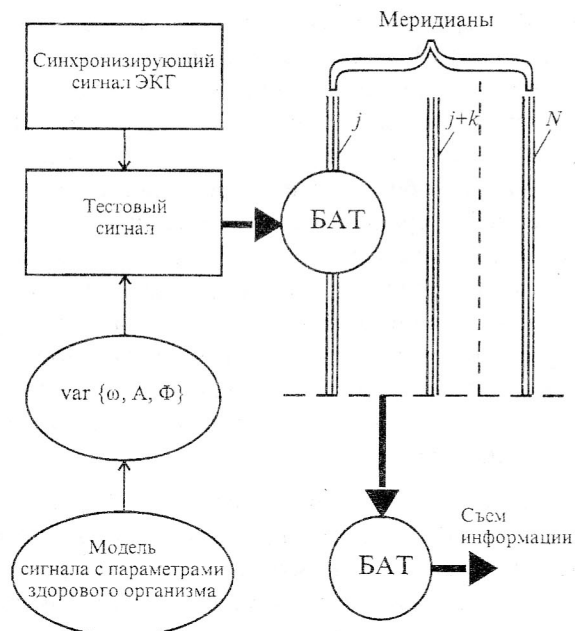 Меридианы
Синхронизирующий
сигнал ЭКГ
j
j+k
N
Тестовый
сигнал
БАТ
var {ω, A, Φ}
Модель
сигнала с параметрами
здорового организма
БАТ
Съем
информации